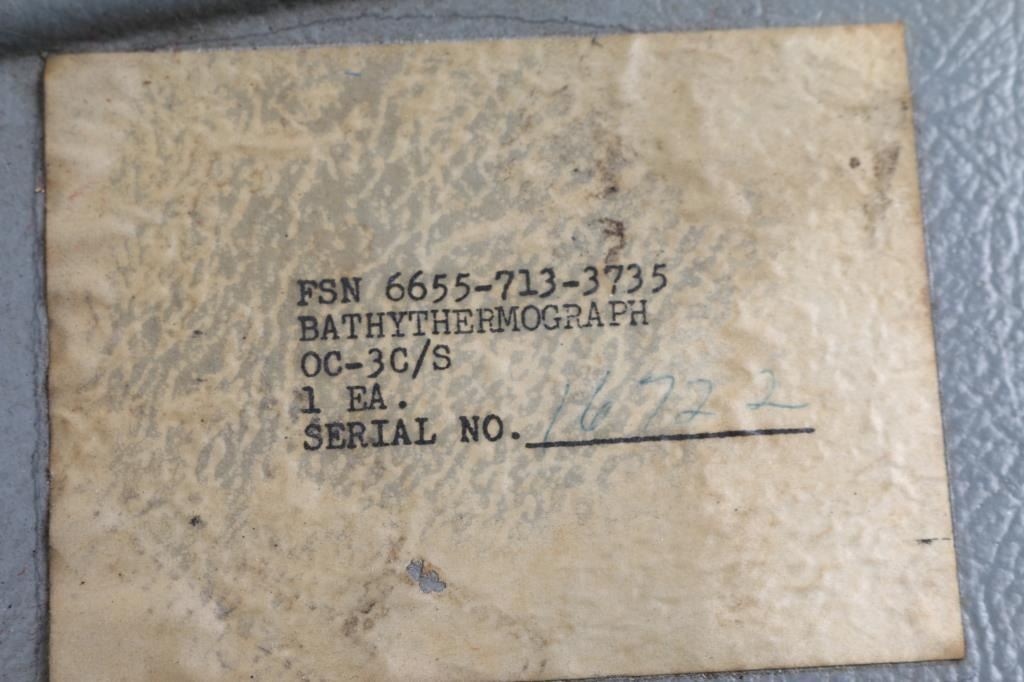 FSN 6655-713-3735
BATHYTHERMOGRAPH
OC-3C/S
1 EA.
SERIAL NO. 16722